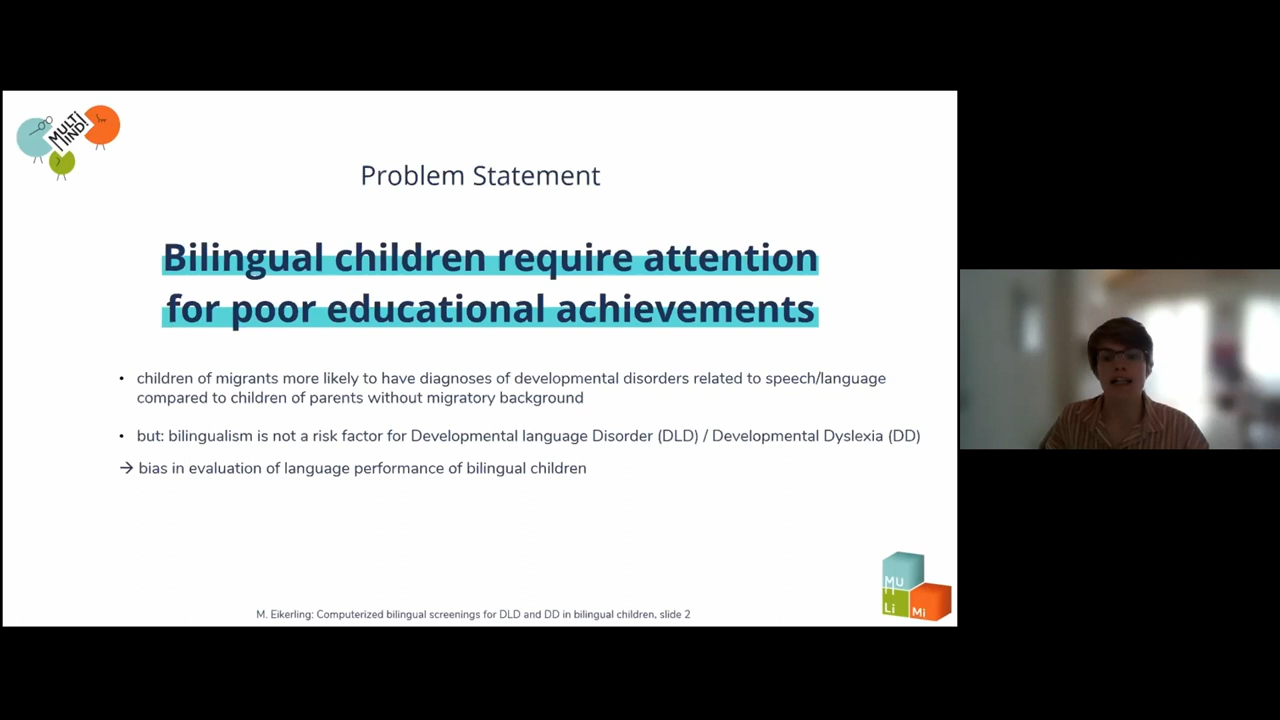 MULTI
MIND!
Problem Statement
Bilingual children require attention
for poor educational achievements
• children of migrants more likely to have diagnoses of developmental disorders related to speech/language
compared to children of parents without migratory background
• but: bilingualism is not a risk factor for Developmental language Disorder (DLD) / Developmental Dyslexia (DD)
→ bias in evaluation of language performance of bilingual children
MU
Li Mi
M. Eikerling: Computerized bilingual screenings for DLD and DD in bilingual children, slide 2